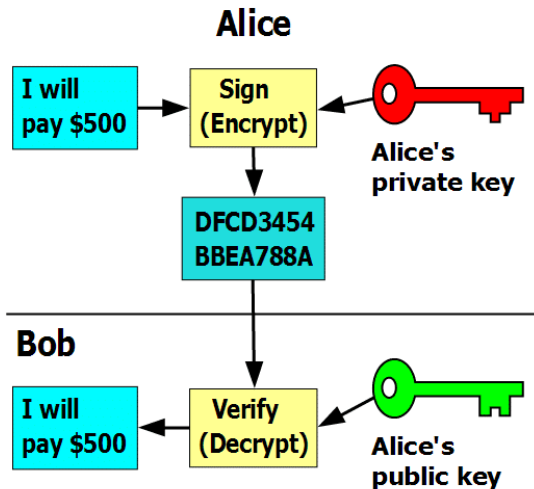 Alice
I will
pay $500
Sign
(Encrypt)
Alice's
private key
DFCD3454
BBEA788A
Bob
I will
pay $500
Verify
(Decrypt)
Alice's
public key